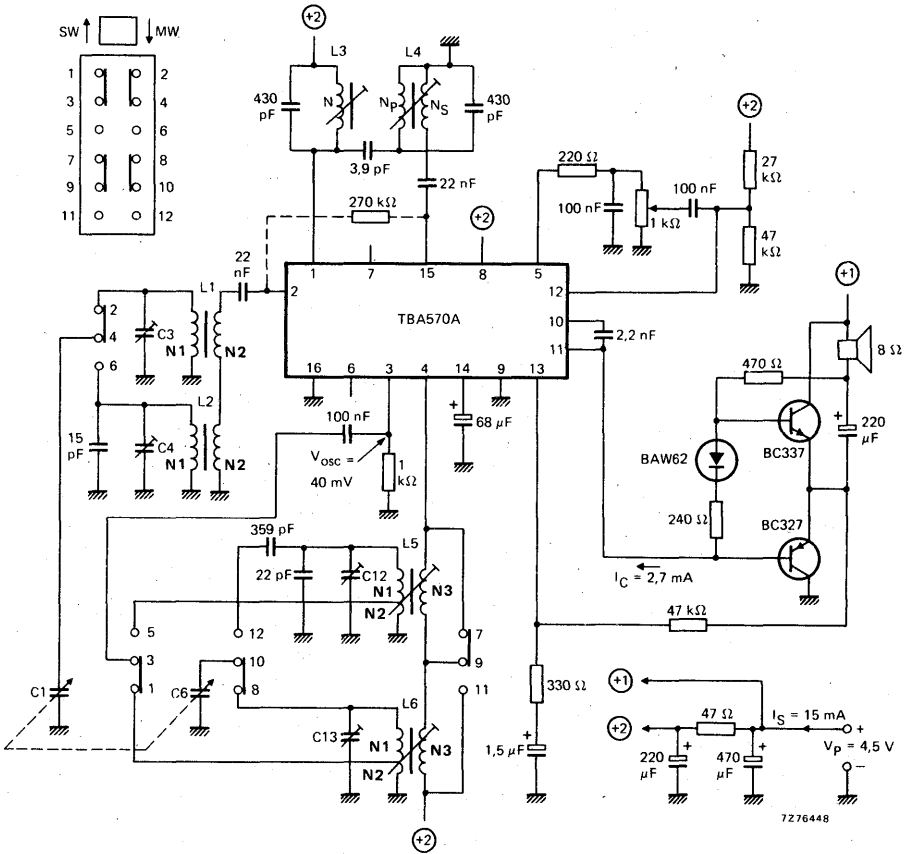 SW MW
1 2
3 4
5 6
7 8
9 10
11 12
+2
L3 L4
430 pF
N
NP NS
430 pF
3,9 pF
22 nF
270 kΩ
+2
220 Ω
100 nF
1 kΩ
100 nF
+2
27 kΩ
47 kΩ
22 nF
1 7 15 8 5
2
12
TBA570A
10
11
2,2 nF
16 6 3 4 14 9 13
+1
8 Ω
470 Ω
+
220 µF
BC337
BAW62
240 Ω
BC327
IC = 2,7 mA
2
4
6
C3
L1
N1 N2
L2
15 pF
C4
N1 N2
100 nF
Vosc = 40 mV
1 kΩ
+
68 µF
359 pF
22 pF
C12
L5
N1 N3
N2
47 kΩ
5 12 7
3 10 9
1 8 11
C1
C6
L6
C13
N1 N3
N2
+2
330 Ω
+
1,5 µF
+1
+2
47 Ω
IS = 15 mA
+
VP = 4,5 V
−
+
220 µF
+
470 µF
7Z76448